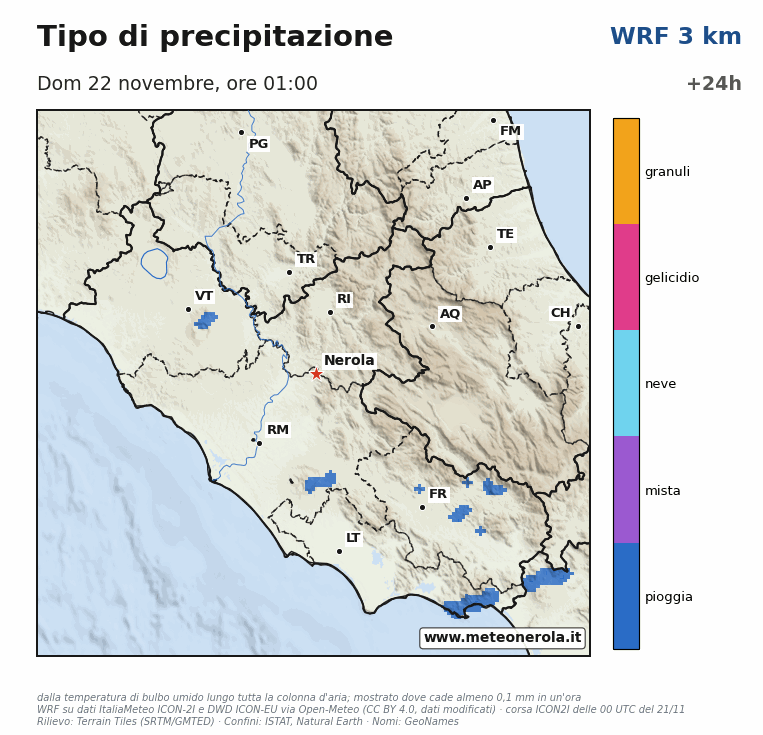 Tipo di precipitazione
WRF 3 km
Dom 22 novembre, ore 01:00
+24h
FM
PG
AP
TE
TR
VT
RI
AQ
CH
Nerola
RM
FR
LT
www.meteonerola.it
granuli
gelicidio
neve
mista
pioggia
dalla temperatura di bulbo umido lungo tutta la colonna d'aria; mostrato dove cade almeno 0,1 mm in un'ora
WRF su dati ItaliaMeteo ICON-2I e DWD ICON-EU via Open-Meteo (CC BY 4.0, dati modificati) · corsa ICON2I delle 00 UTC del 21/11
Rilievo: Terrain Tiles (SRTM/GMTED) · Confini: ISTAT, Natural Earth · Nomi: GeoNames